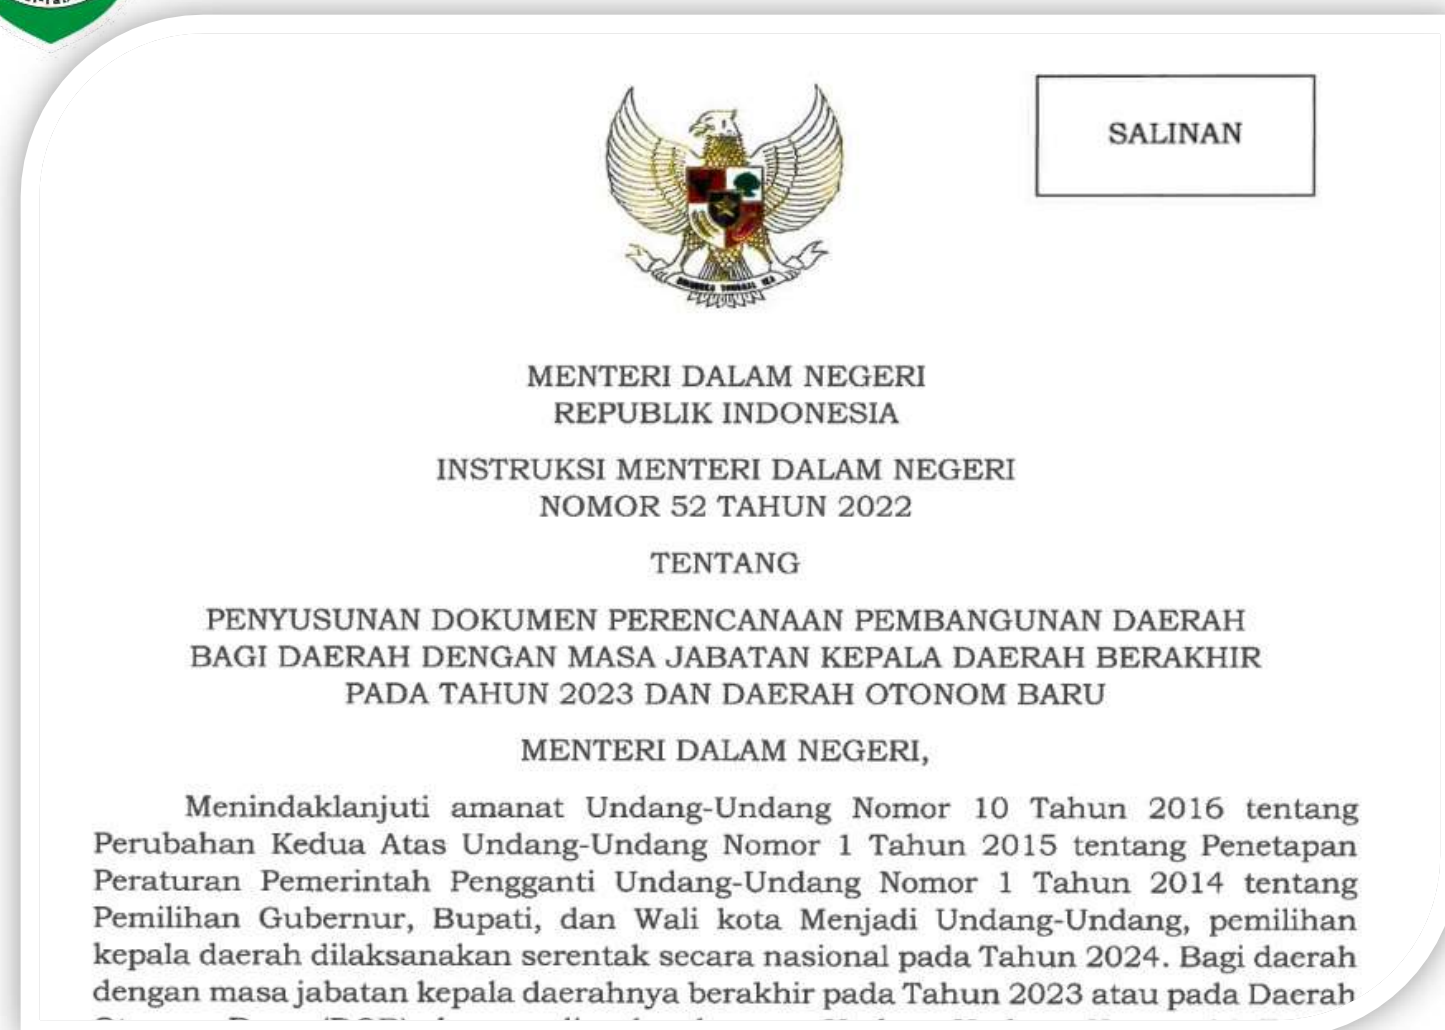 SALINAN
MENTERI DALAM NEGERI
REPUBLIK INDONESIA
INSTRUKSI MENTERI DALAM NEGERI
NOMOR 52 TAHUN 2022
TENTANG
PENYUSUNAN DOKUMEN PERENCANAAN PEMBANGUNAN DAERAH
BAGI DAERAH DENGAN MASA JABATAN KEPALA DAERAH BERAKHIR
PADA TAHUN 2023 DAN DAERAH OTONOM BARU
MENTERI DALAM NEGERI,
Menindaklanjuti amanat Undang-Undang Nomor 10 Tahun 2016 tentang
Perubahan Kedua Atas Undang-Undang Nomor 1 Tahun 2015 tentang Penetapan
Peraturan Pemerintah Pengganti Undang-Undang Nomor 1 Tahun 2014 tentang
Pemilihan Gubernur, Bupati, dan Wali kota Menjadi Undang-Undang, pemilihan
kepala daerah dilaksanakan serentak secara nasional pada Tahun 2024. Bagi daerah
dengan masa jabatan kepala daerahnya berakhir pada Tahun 2023 atau pada Daerah